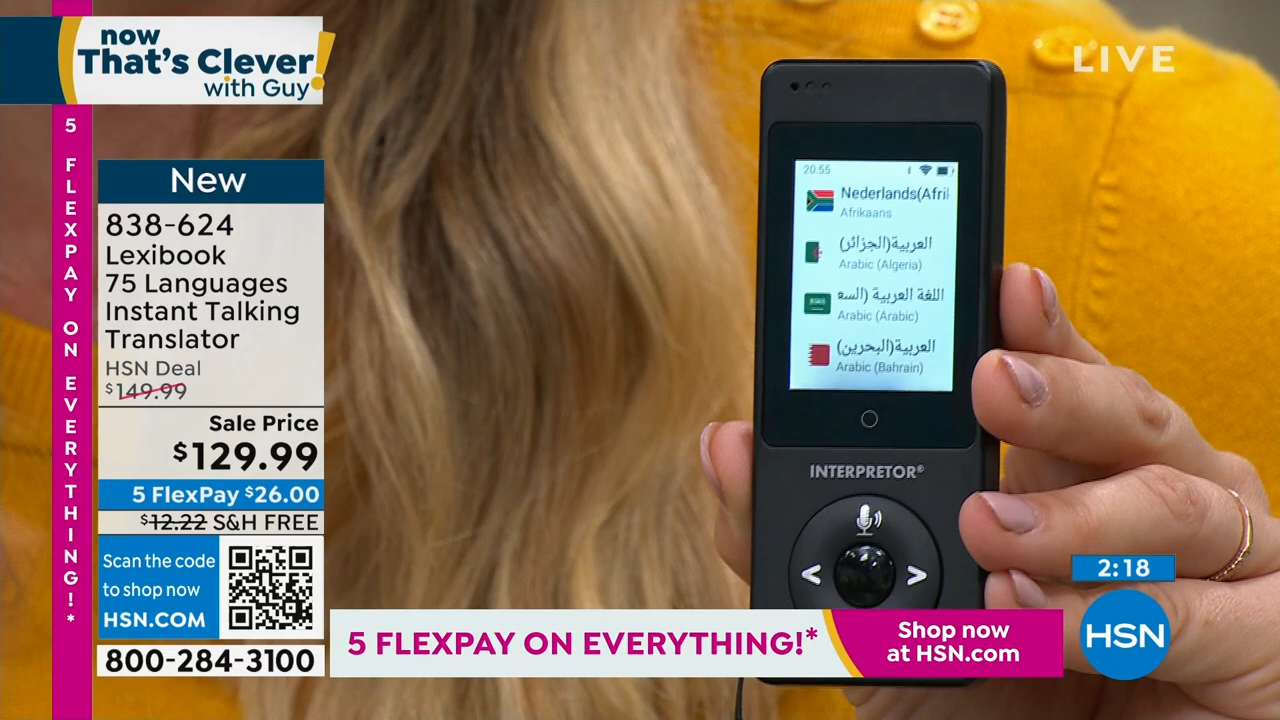 now
That's Clever!
with Guy
LIVE
5 FLEXPAY ON EVERYTHING!*
New
838-624
Lexibook
75 Languages
Instant Talking
Translator
HSN Deal
$149.99
Sale Price
$129.99
5 FlexPay $26.00
$12.22 S&H FREE
Scan the code
to shop now
HSN.COM
800-284-3100
20:55
Nederlands(Afri
Afrikaans
العربية(الجزائر)
Arabic (Algeria)
اللغة العربية (السع
Arabic (Arabic)
العربية(البحرين)
Arabic (Bahrain)
INTERPRETOR®
< >
2:18
HSN
5 FLEXPAY ON EVERYTHING!*
Shop now
at HSN.com